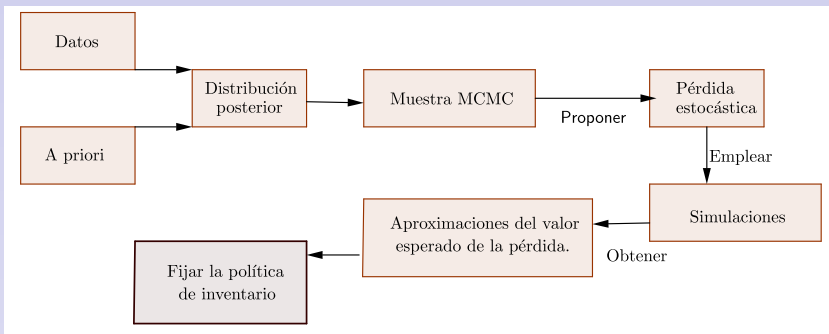 Datos
Distribución
posterior
Muestra MCMC
Proponer
Pérdida
estocástica
A priori
Emplear
Simulaciones
Aproximaciones del valor
esperado de la pérdida.
Obtener
Fijar la política
de inventario